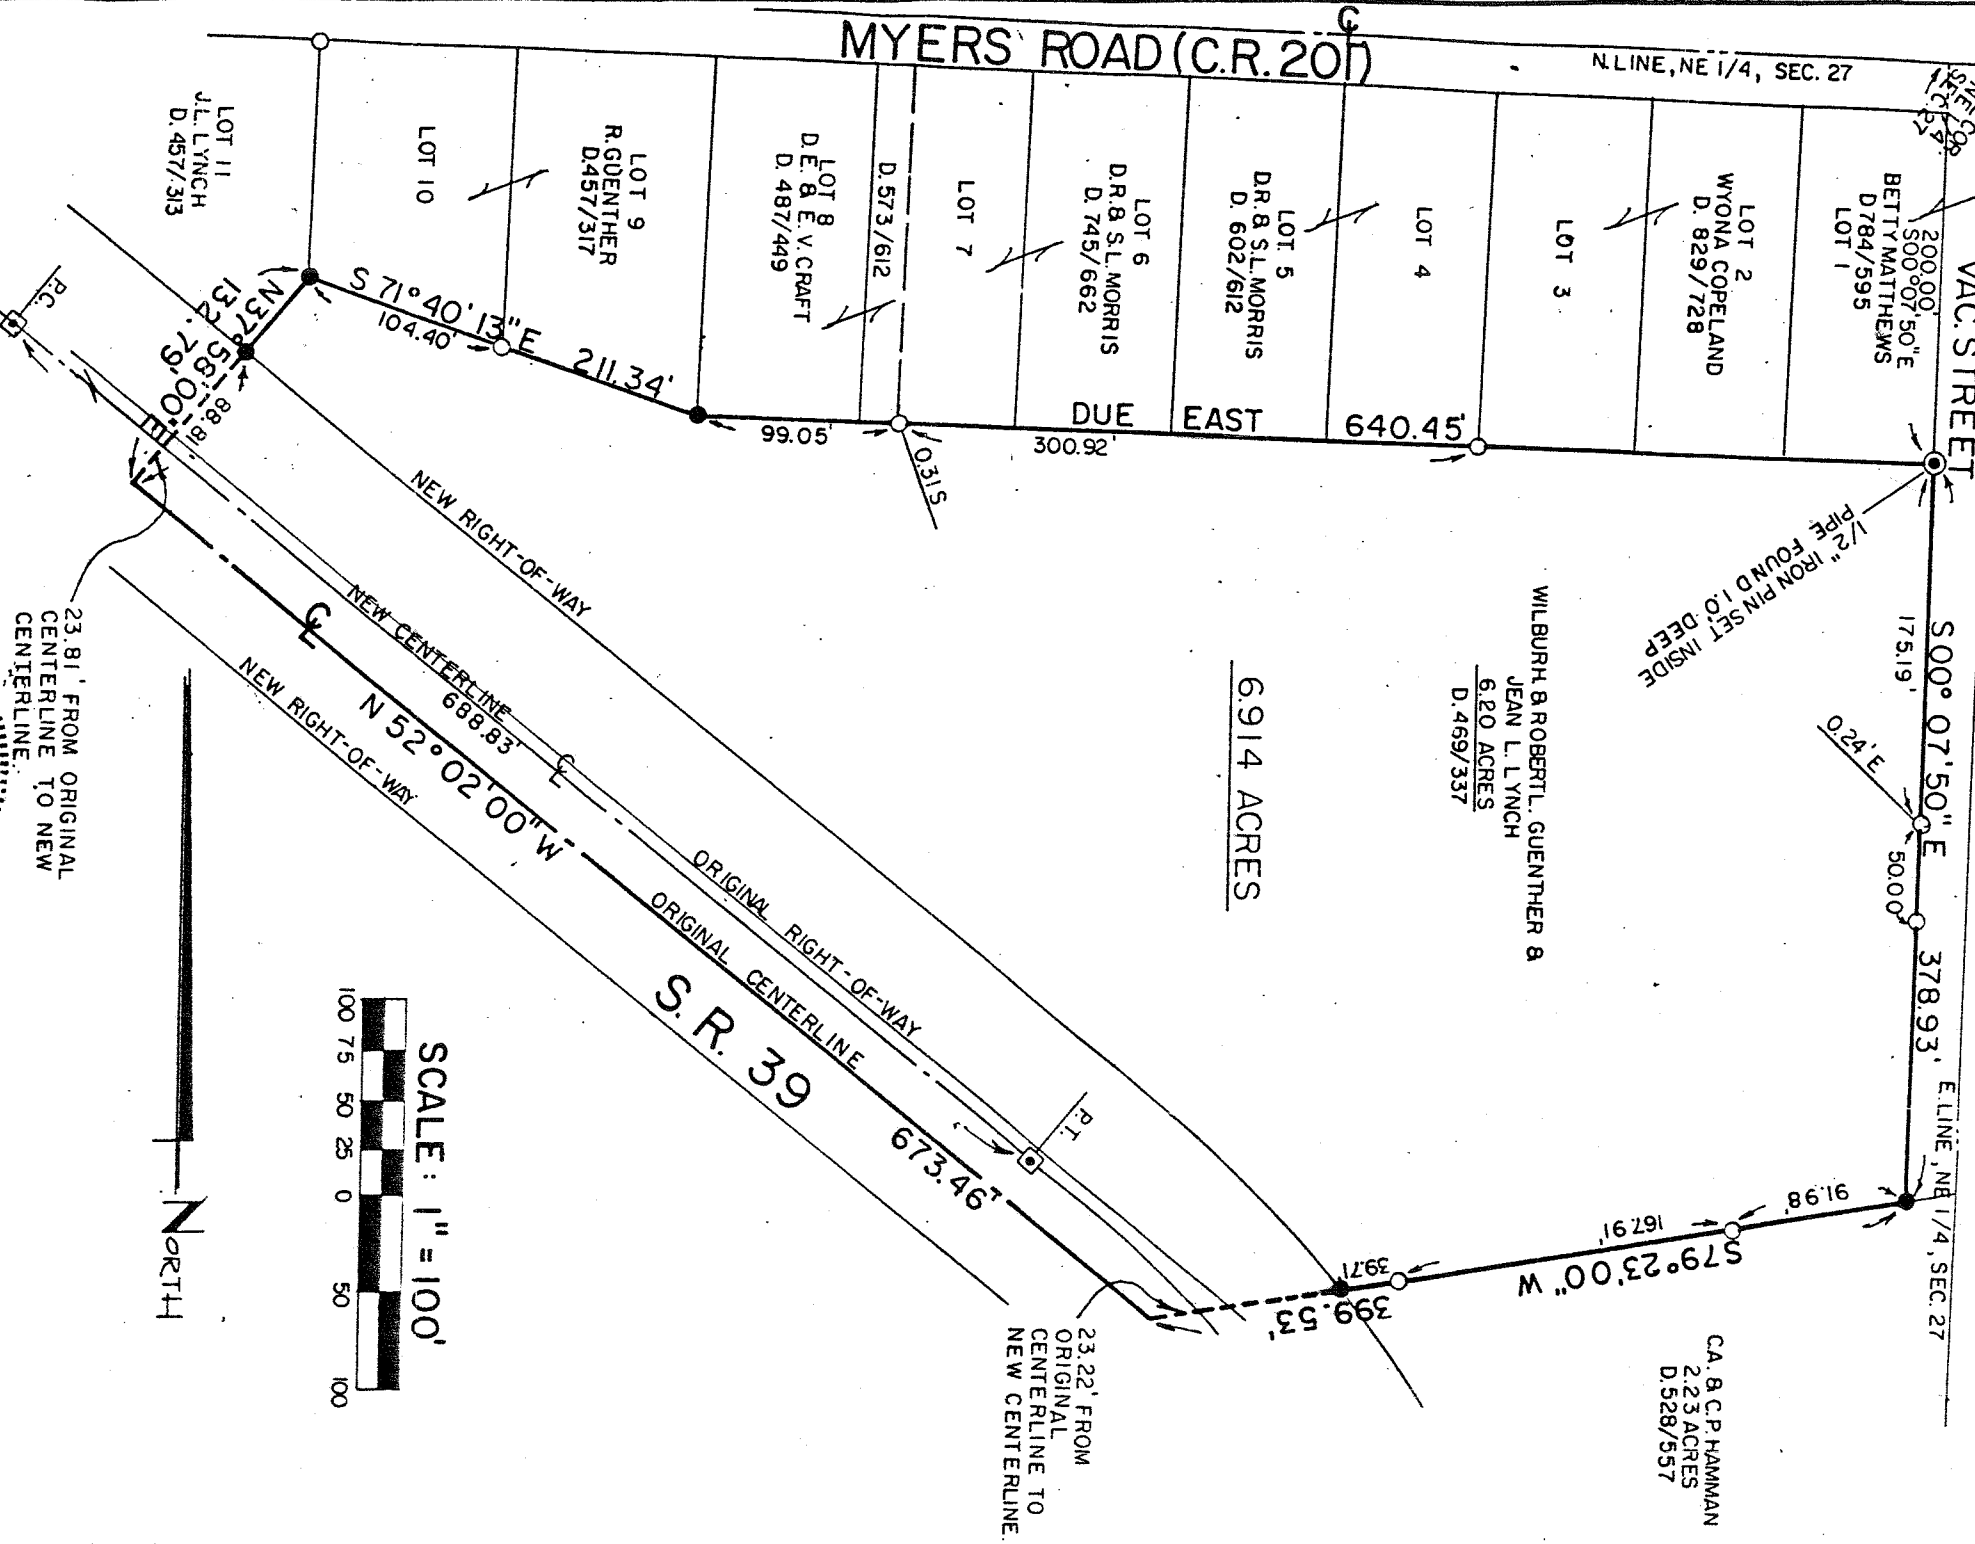 MYERS ROAD (C.R. 201)
N. LINE, NE 1/4, SEC. 27
VAC. STREET
200.00'
S00°07'50"E
BETTY MATTHEWS
D784/595
LOT 1
LOT 2
WYONA COPELAND
D. 829/728
LOT 3
LOT 4
LOT 5
D.R. & S.L. MORRIS
D. 602/612
LOT 6
D.R. & S.L. MORRIS
D. 745/662
LOT 7
D. 573/612
LOT 8
D.E. & E.V. CRAFT
D. 487/449
LOT 9
R. GUENTHER
D.457/317
LOT 10
LOT 11
J.L. LYNCH
D. 457/313
P.C.
N37°58'00"E
132.79'
88.18'
S 71°40'13"E
104.40'
211.34'
DUE EAST 640.45'
99.05'
300.92'
0.31 S
1/2" IRON PIN SET INSIDE
PIPE FOUND 1.0' DEEP
S00°07'50"E
175.19'
0.24' E
50.00
378.93'
E. LINE, NE 1/4, SEC. 27
WILBUR H. & ROBERT L. GUENTHER &
JEAN L. LYNCH
6.20 ACRES
D. 469/337
6.914 ACRES
NEW RIGHT-OF-WAY
NEW CENTERLINE
688.83'
NEW RIGHT-OF-WAY
N 52°02'00" W
ORIGINAL RIGHT-OF-WAY
ORIGINAL CENTERLINE
S. R. 39
673.46'
P.T.
91.98'
167.91'
S79°23'00" W
39.71
399.53'
C.A. & C.P. HAMMAN
2.23 ACRES
D. 528/557
23.81' FROM ORIGINAL
CENTERLINE TO NEW
CENTERLINE.
23.22' FROM
ORIGINAL
CENTERLINE TO
NEW CENTERLINE.
SCALE: 1" = 100'
100 75 50 25 0 50 100
NORTH